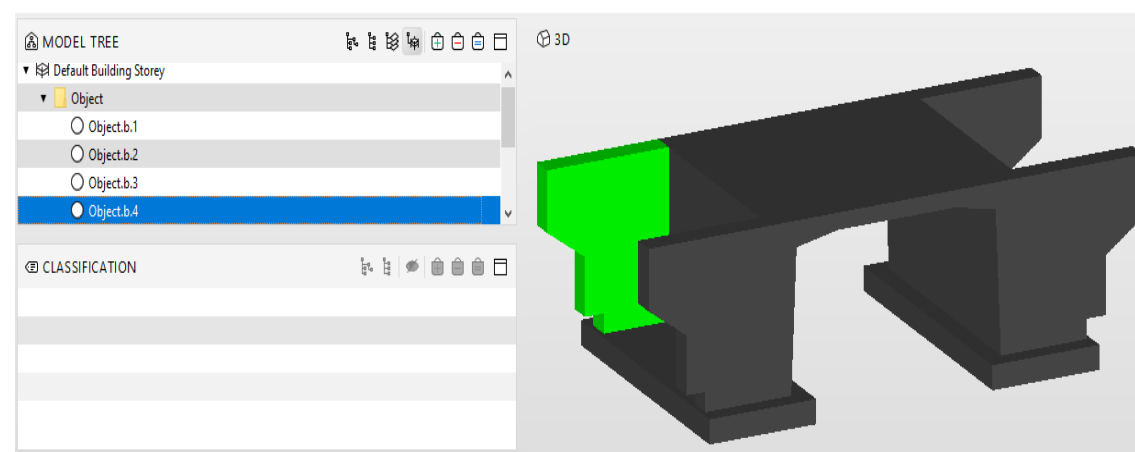 MODEL TREE
Default Building Storey
Object
Object.b.1
Object.b.2
Object.b.3
Object.b.4
CLASSIFICATION
3D